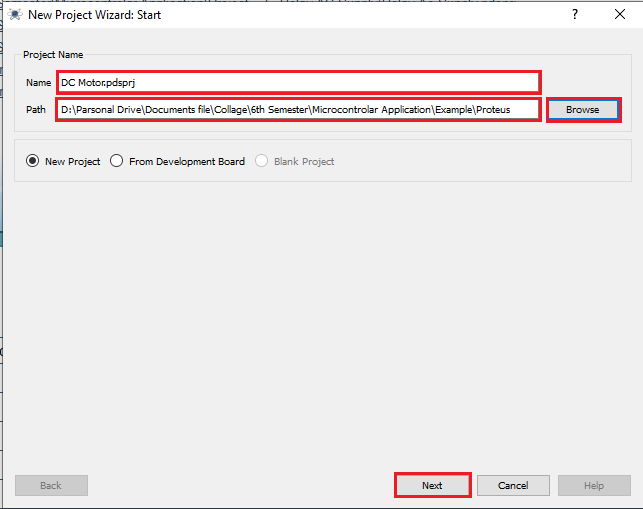 New Project Wizard: Start
? 
Project Name
Name DC Motor.pdsprj
Path D:\Parsonal Drive\Documents file\Collage\6th Semester\Microcontrolar Application\Example\Proteus Browse
New Project From Development Board Blank Project
Back Next Cancel Help